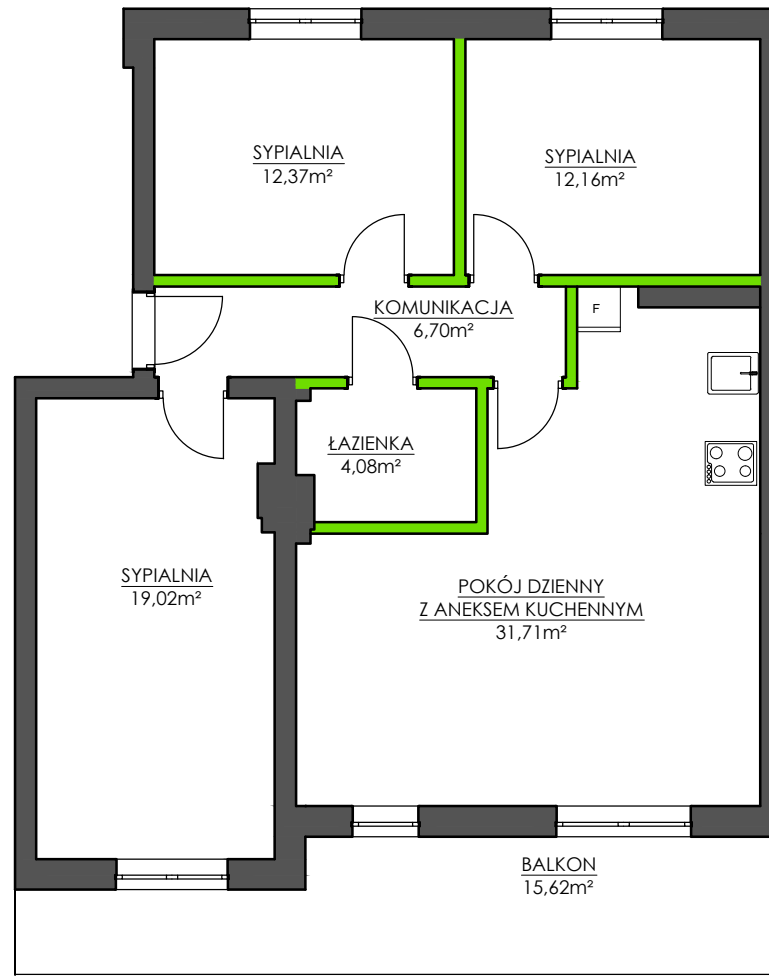 SYPIALNIA
12,37m²
SYPIALNIA
12,16m²
KOMUNIKACJA
6,70m²
F
ŁAZIENKA
4,08m²
SYPIALNIA
19,02m²
POKÓJ DZIENNY
Z ANEKSEM KUCHENNYM
31,71m²
BALKON
15,62m²